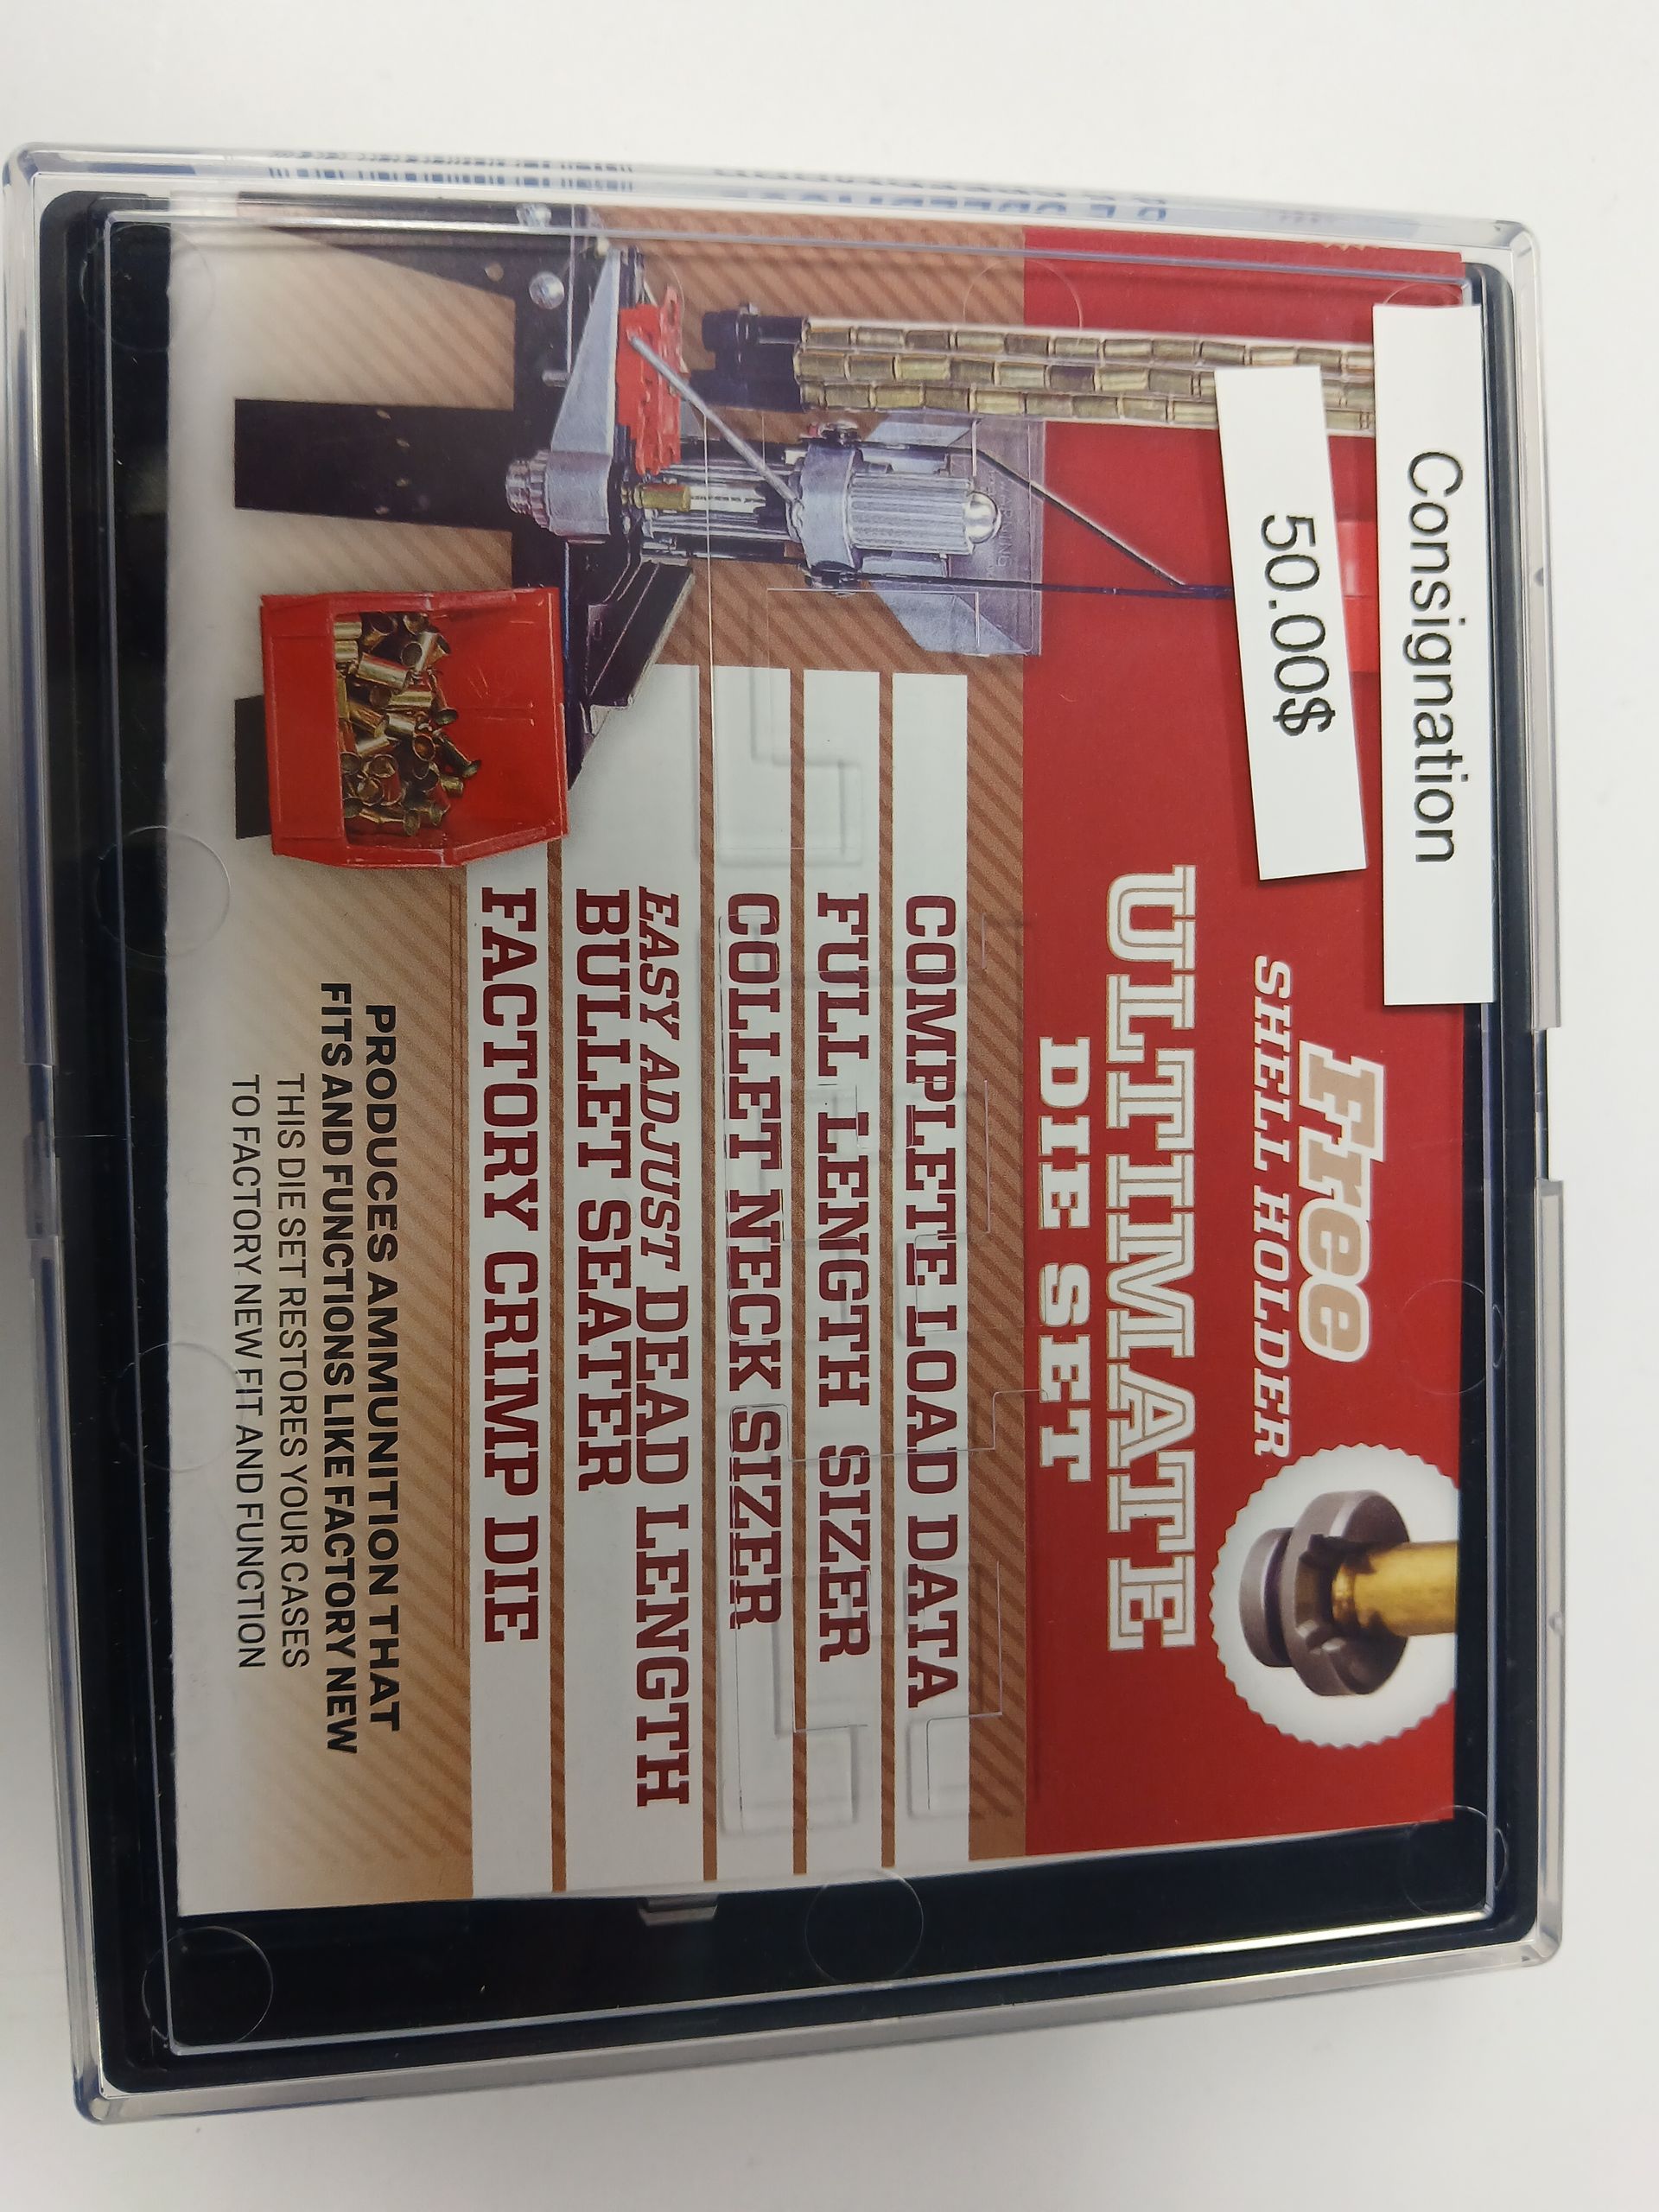 Consignation
50.00$
Free
SHELL HOLDER
ULTIMATE
DIE SET
COMPLETE LOAD DATA
FULL LENGTH SIZER
COLLET NECK SIZER
EASY ADJUST DEAD LENGTH
BULLET SEATER
FACTORY CRIMP DIE
PRODUCES AMMUNITION THAT
FITS AND FUNCTIONS LIKE FACTORY NEW
THIS DIE SET RESTORES YOUR CASES
TO FACTORY NEW FIT AND FUNCTION